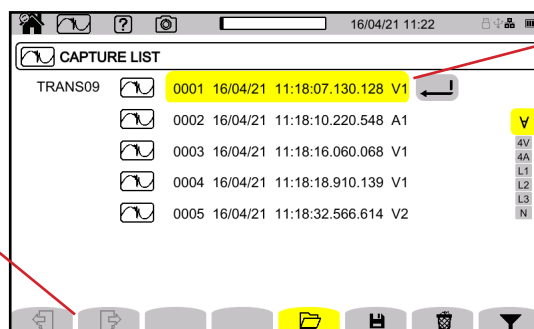 ? 16/04/21 11:22
CAPTURE LIST
TRANS09 0001 16/04/21 11:18:07.130.128 V1
0002 16/04/21 11:18:10.220.548 A1
0003 16/04/21 11:18:16.060.068 V1
0004 16/04/21 11:18:18.910.139 V1
0005 16/04/21 11:18:32.566.614 V2
∀
4V
4A
L1
L2
L3
N